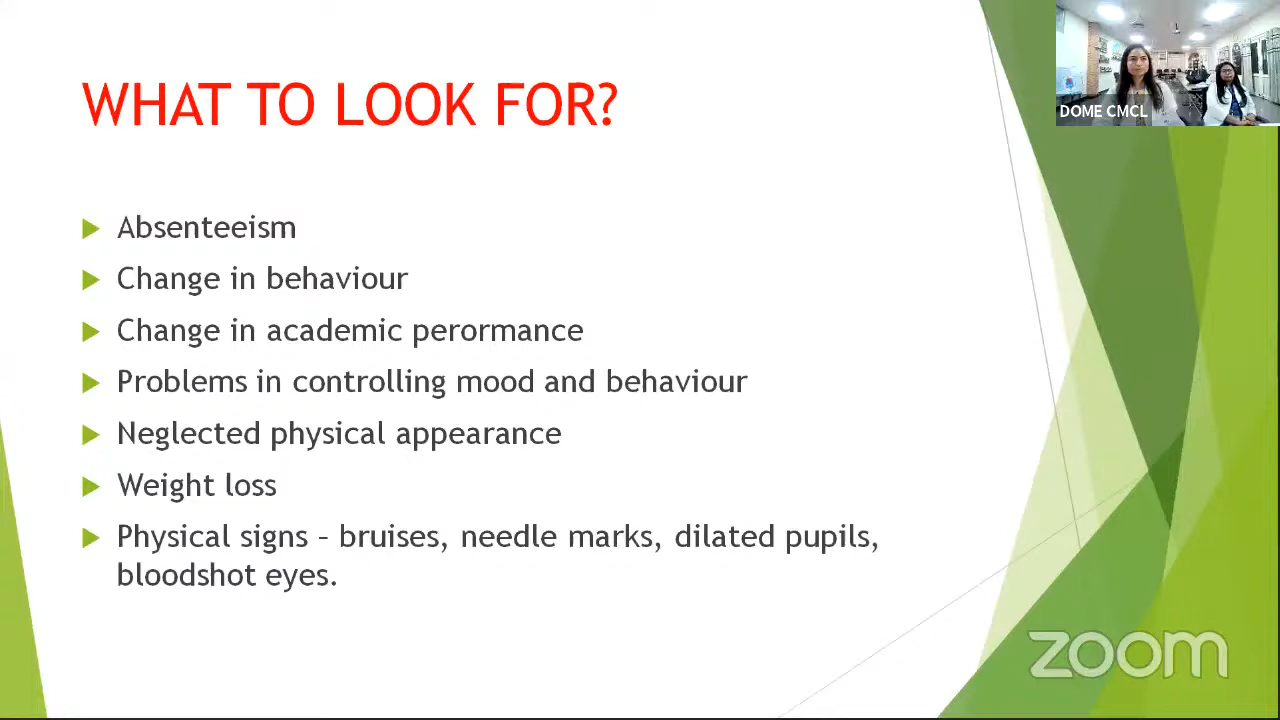 WHAT TO LOOK FOR?
DOME CMCL
Absenteeism
Change in behaviour
Change in academic perormance
Problems in controlling mood and behaviour
Neglected physical appearance
Weight loss
Physical signs – bruises, needle marks, dilated pupils,
bloodshot eyes.
zoom